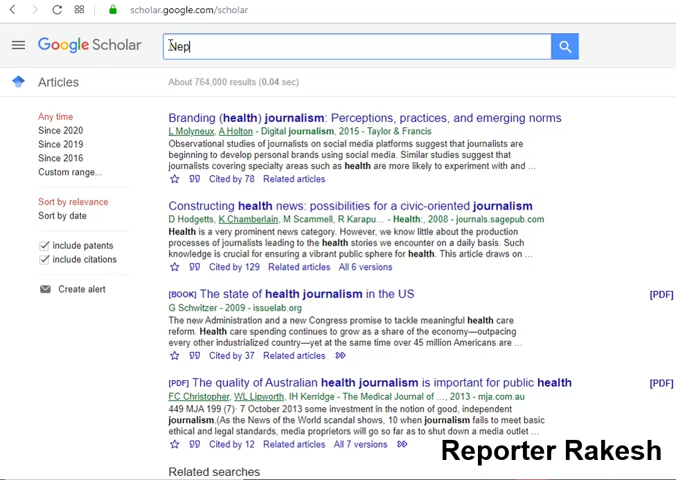 scholar.google.com/scholar
Google Scholar
Nep
Articles
About 764,000 results (0.04 sec)
Any time
Since 2020
Since 2019
Since 2016
Custom range...
Sort by relevance
Sort by date
include patents
include citations
Create alert
Branding (health) journalism: Perceptions, practices, and emerging norms
L Molyneux, A Holton - Digital journalism, 2015 - Taylor & Francis
Observational studies of journalists on social media platforms suggest that journalists are
beginning to develop personal brands using social media. Similar studies suggest that
journalists covering specialty areas such as health are more likely to experiment with and ...
Cited by 78 Related articles
Constructing health news: possibilities for a civic-oriented journalism
D Hodgetts, K Chamberlain, M Scammell, R Karapu... - Health:, 2008 - journals.sagepub.com
Health is a very prominent news category. However, we know little about the production
processes of journalists leading to the health stories we encounter on a daily basis. Such
knowledge is crucial for ensuring a vibrant public sphere for health. This article draws on ...
Cited by 129 Related articles All 6 versions
[BOOK] The state of health journalism in the US
[PDF]
G Schwitzer - 2009 - issuelab.org
The new Administration and a new Congress promise to tackle meaningful health care
reform. Health care spending continues to grow as a share of the economy—outpacing
every other industrialized country—yet at the same time over 45 million Americans are ...
Cited by 37 Related articles
[PDF] The quality of Australian health journalism is important for public health
[PDF]
FC Christopher, WL Lipworth, IH Kerridge - The Medical Journal of ..., 2013 - mja.com.au
449 MJA 199 (7)· 7 October 2013 some investment in the notion of good, independent
journalism.(As the News of the World scandal shows, 10 when journalism fails to meet basic
ethical and legal standards, media proprietors will go so far as to shut down a media outlet ...
Cited by 12 Related articles All 7 versions
Related searches
Reporter Rakesh